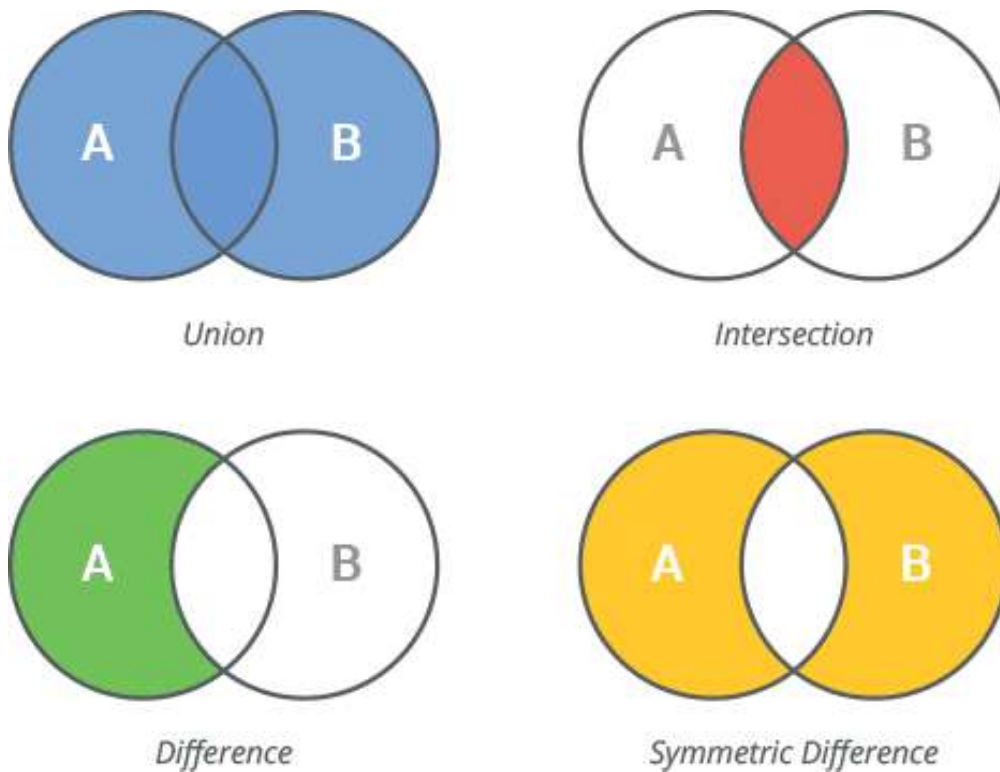 A B
Union
A B
Intersection
A B
Difference
A B
Symmetric Difference